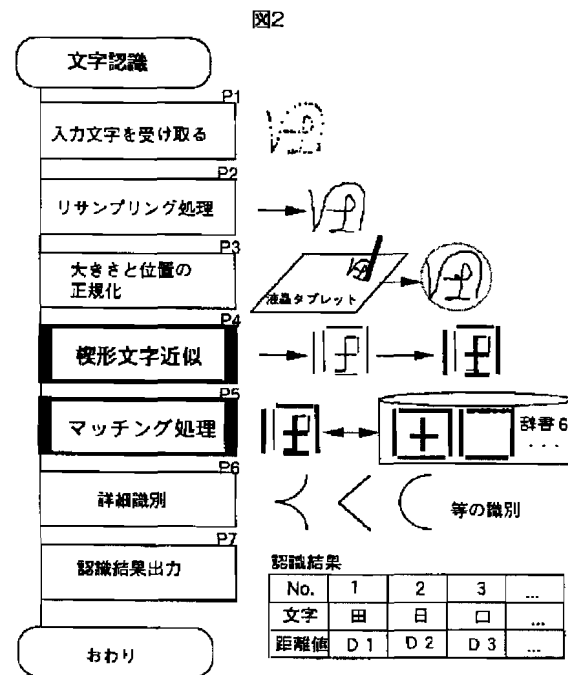 図2
文字認識
P1
入力文字を受け取る
P2
リサンプリング処理
P3
大きさと位置の
正規化
液晶タブレット
P4
楔形文字近似
P5
マッチング処理
辞書6
...
P6
詳細識別
等の識別
P7
認識結果出力
認識結果
No. 1 2 3 ...
文字 田 日 口 ...
距離値 D1 D2 D3 ...
おわり